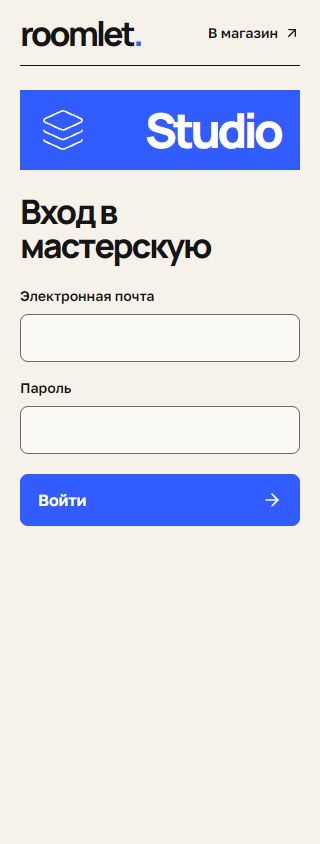 roomlet.
В магазин
Studio
Вход в
мастерскую
Электронная почта
Пароль
Войти